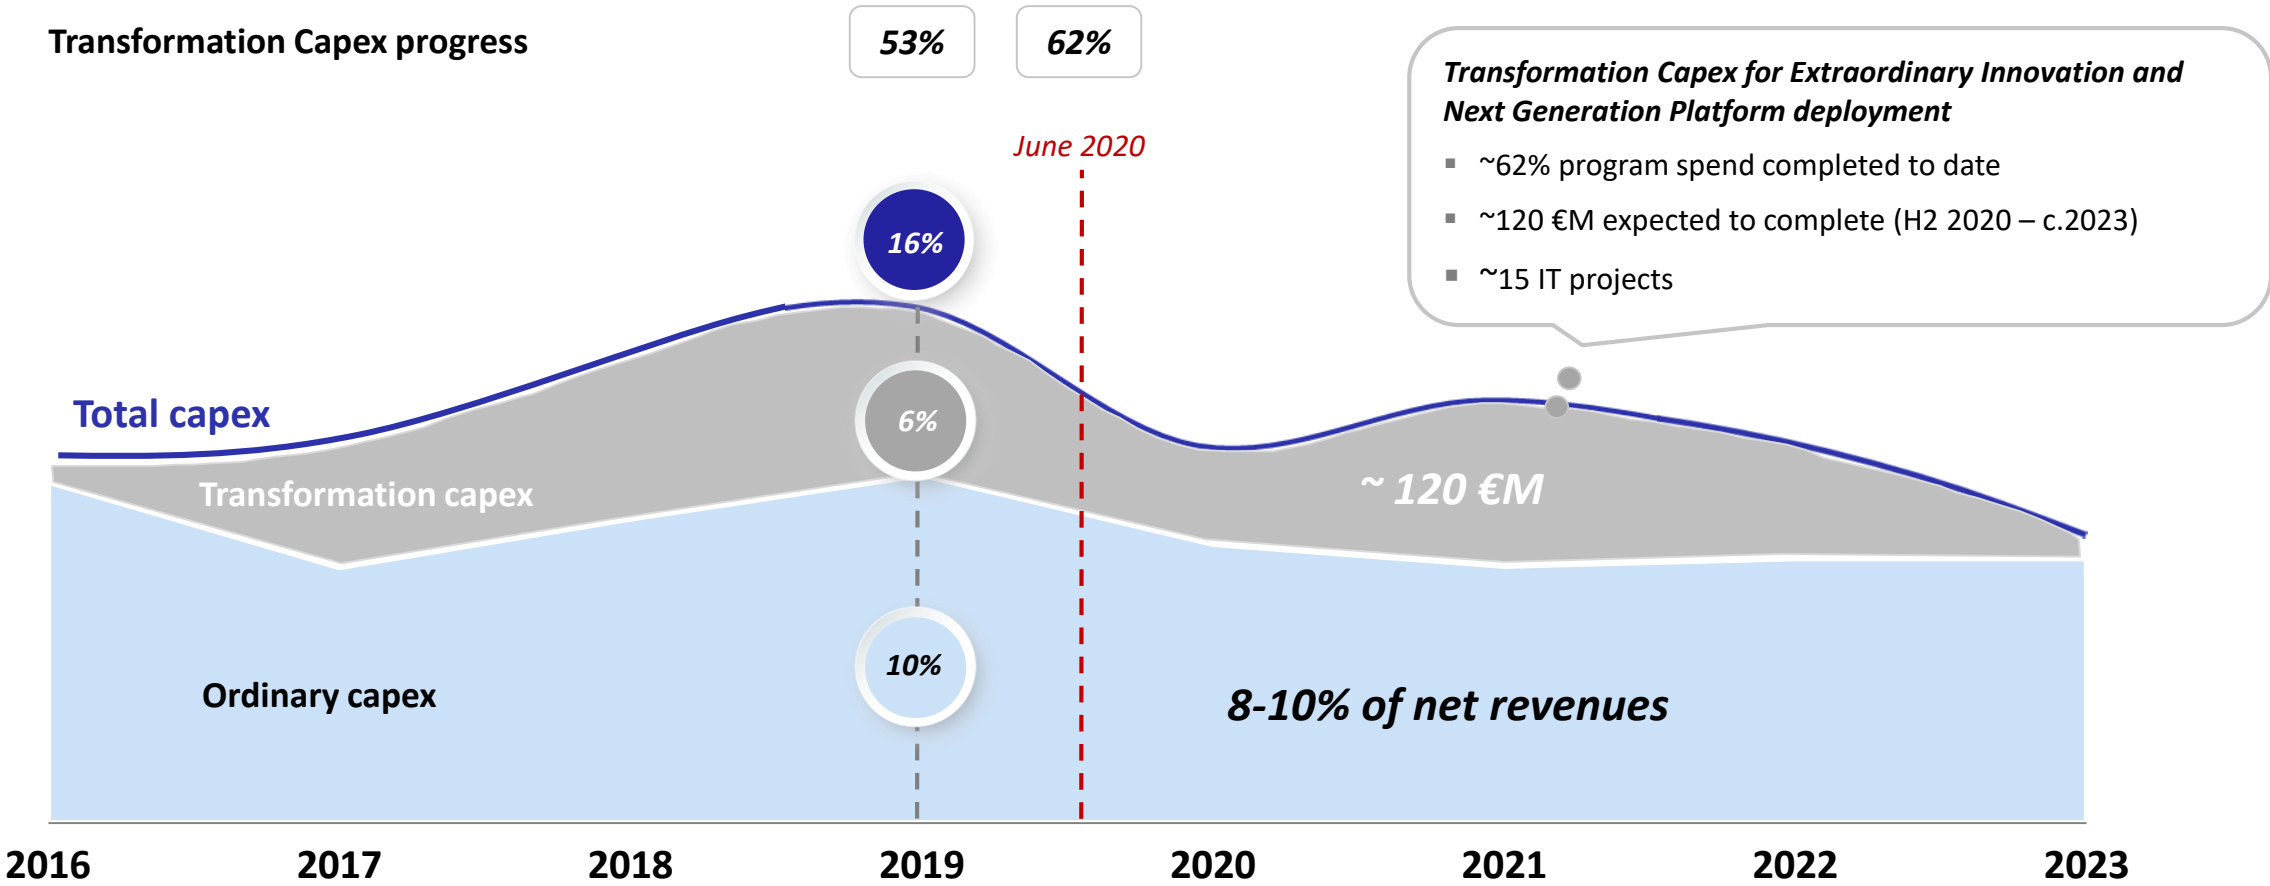 Transformation Capex progress
53%
62%
Transformation Capex for Extraordinary Innovation and
Next Generation Platform deployment
▪ ~62% program spend completed to date
▪ ~120 €M expected to complete (H2 2020 – c.2023)
▪ ~15 IT projects
June 2020
16%
Total capex
6%
Transformation capex
~ 120 €M
10%
Ordinary capex
8-10% of net revenues
2016 2017 2018 2019 2020 2021 2022 2023